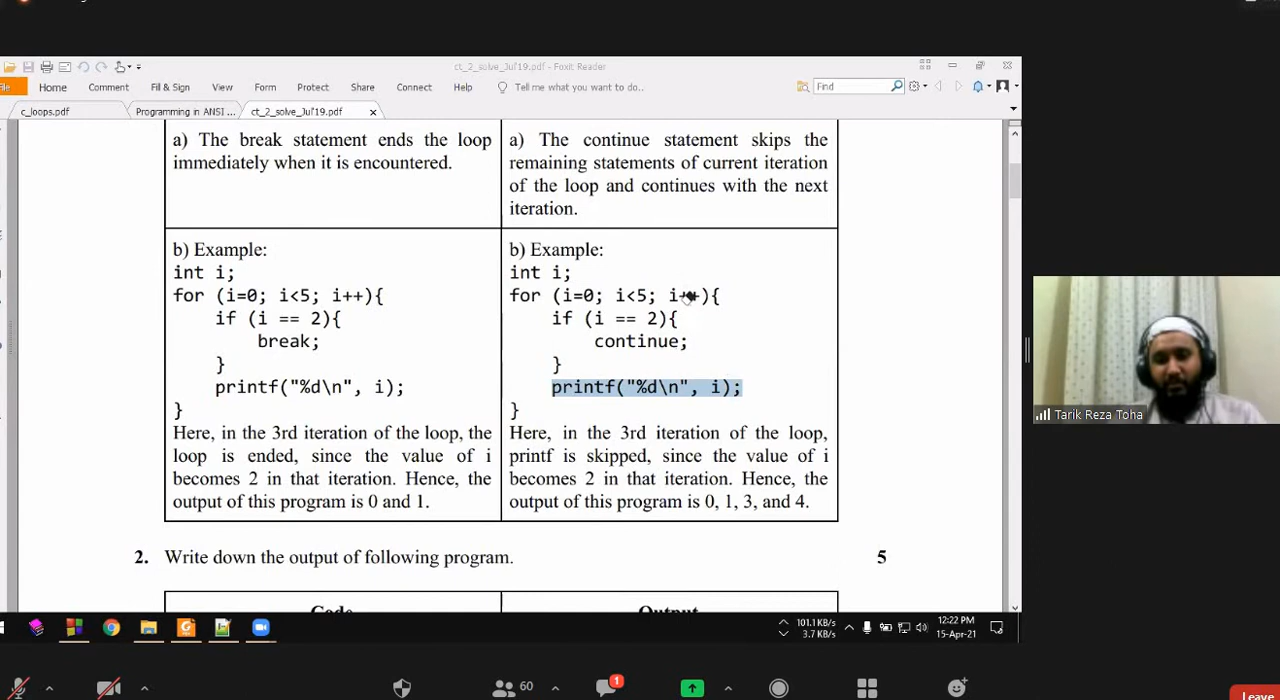 ct_2_solve_Jul'19.pdf - Foxit Reader
File Home Comment Fill & Sign View Form Protect Share Connect Help Tell me what you want to do.. Find
c_loops.pdf Programming in ANSI ... ct_2_solve_Jul'19.pdf
a) The break statement ends the loop
immediately when it is encountered.
a) The continue statement skips the
remaining statements of current iteration
of the loop and continues with the next
iteration.
b) Example:
int i;
for (i=0; i<5; i++){
if (i == 2){
break;
}
printf("%d\n", i);
}
Here, in the 3rd iteration of the loop, the
loop is ended, since the value of i
becomes 2 in that iteration. Hence, the
output of this program is 0 and 1.
b) Example:
int i;
for (i=0; i<5; i++){
if (i == 2){
continue;
}
printf("%d\n", i);
}
Here, in the 3rd iteration of the loop,
printf is skipped, since the value of i
becomes 2 in that iteration. Hence, the
output of this program is 0, 1, 3, and 4.
2. Write down the output of following program. 5
Code Output
Tarik Reza Toha
101.1 KB/s
3.7 KB/s
12:22 PM
15-Apr-21
60
1
Leave